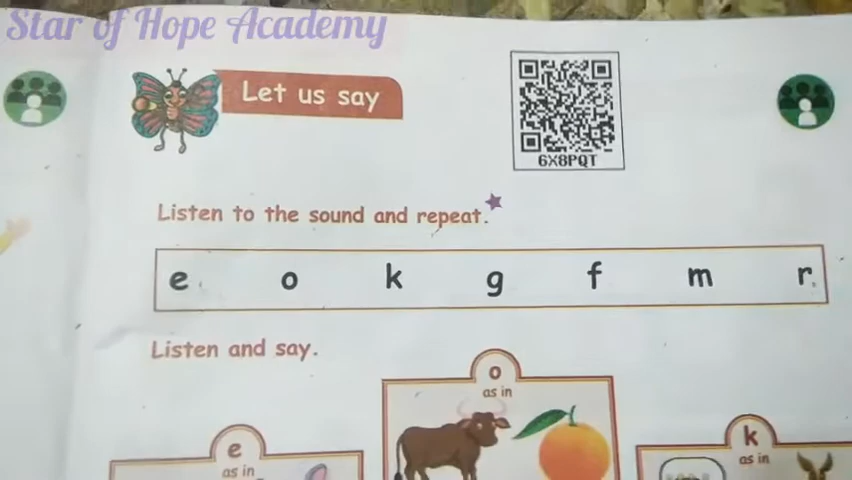 Star of Hope Academy
Let us say
6X8PQT
Listen to the sound and repeat.
e o k g f m r
Listen and say.
o
as in
e
as in
k
as in